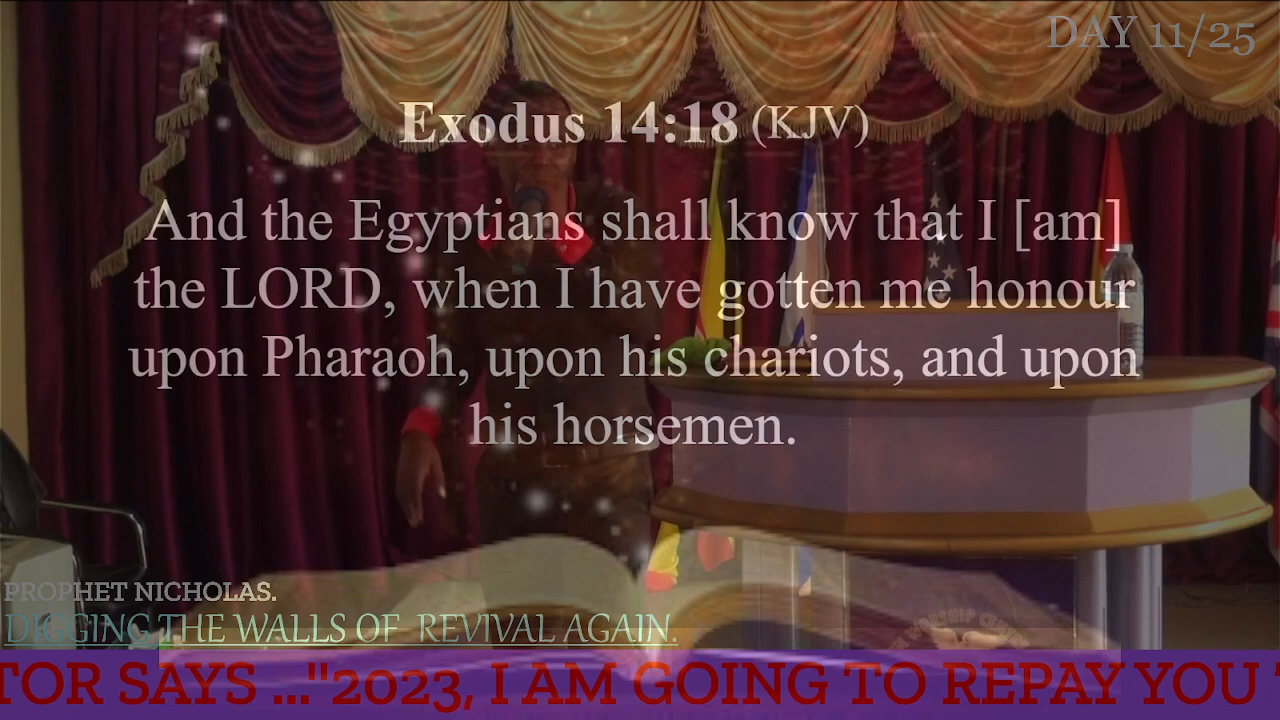 DAY 11/25
Exodus 14:18 (KJV)
And the Egyptians shall know that I [am]
the LORD, when I have gotten me honour
upon Pharaoh, upon his chariots, and upon
his horsemen.
PROPHET NICHOLAS.
DIGGING THE WALLS OF REVIVAL AGAIN.
TOR SAYS ..."2023, I AM GOING TO REPAY YOU